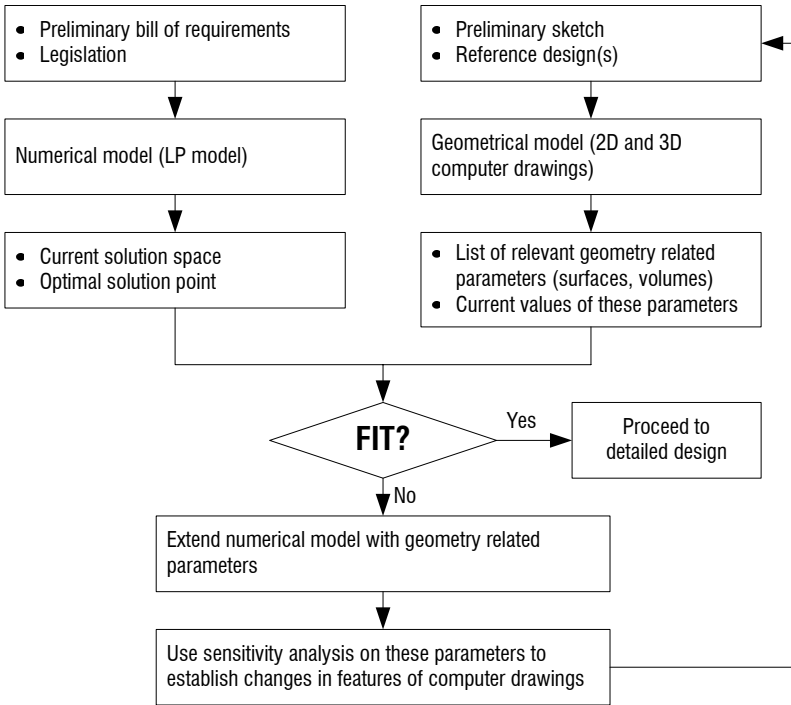 • Preliminary bill of requirements
• Legislation
Numerical model (LP model)
• Current solution space
• Optimal solution point
• Preliminary sketch
• Reference design(s)
Geometrical model (2D and 3D
computer drawings)
• List of relevant geometry related
parameters (surfaces, volumes)
• Current values of these parameters
FIT?
Yes
Proceed to
detailed design
No
Extend numerical model with geometry related
parameters
Use sensitivity analysis on these parameters to
establish changes in features of computer drawings